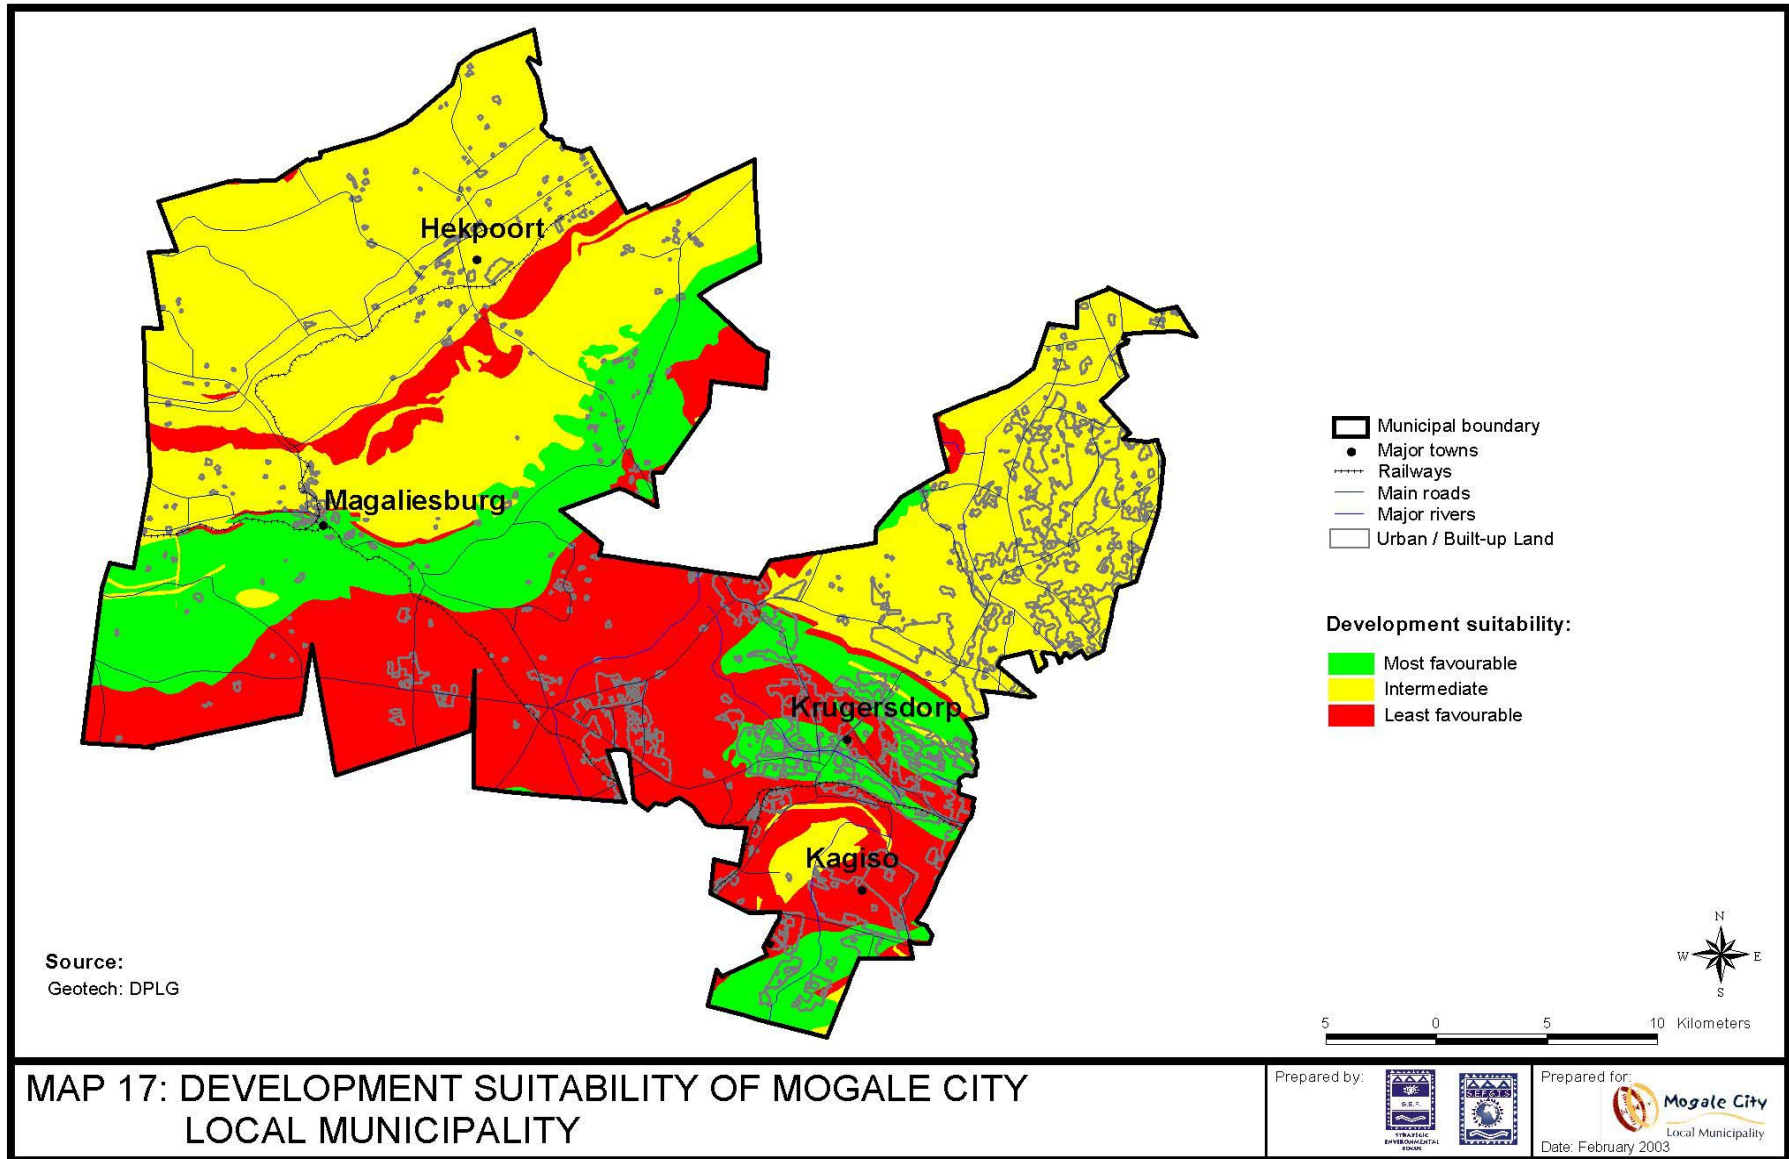 Hekpoort
Magaliesburg
Krugersdorp
Kagiso
Municipal boundary
Major towns
Railways
Main roads
Major rivers
Urban / Built-up Land
Development suitability:
Most favourable
Intermediate
Least favourable
N
W E
S
5 0 5 10 Kilometers
Source:
Geotech: DPLG
MAP 17: DEVELOPMENT SUITABILITY OF MOGALE CITY
LOCAL MUNICIPALITY
Prepared by:
S.E.F.
STRATEGIC
ENVIRONMENTAL
S.E.F.G.I.S
Prepared for:
Mogale City
Local Municipality
Date: February 2003